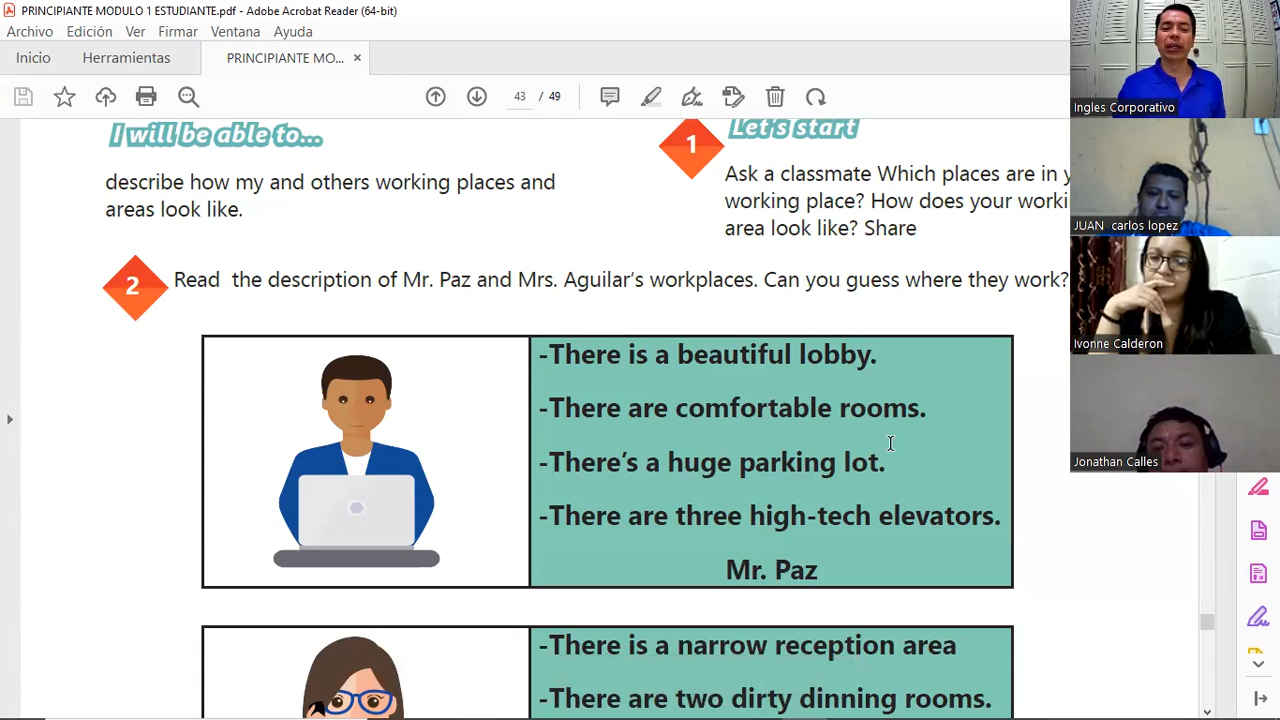 PRINCIPIANTE MODULO 1 ESTUDIANTE.pdf - Adobe Acrobat Reader (64-bit)
Archivo Edición Ver Firmar Ventana Ayuda
Inicio Herramientas PRINCIPIANTE MO... ×
43 / 49
I will be able to...
describe how my and others working places and
areas look like.
1
Let's start
Ask a classmate Which places are in y
working place? How does your worki
area look like? Share
2
Read the description of Mr. Paz and Mrs. Aguilar's workplaces. Can you guess where they work?
-There is a beautiful lobby.
-There are comfortable rooms.
-There's a huge parking lot.
-There are three high-tech elevators.
Mr. Paz
-There is a narrow reception area
-There are two dirty dinning rooms.
Ingles Corporativo
JUAN carlos lopez
Ivonne Calderon
Jonathan Calles